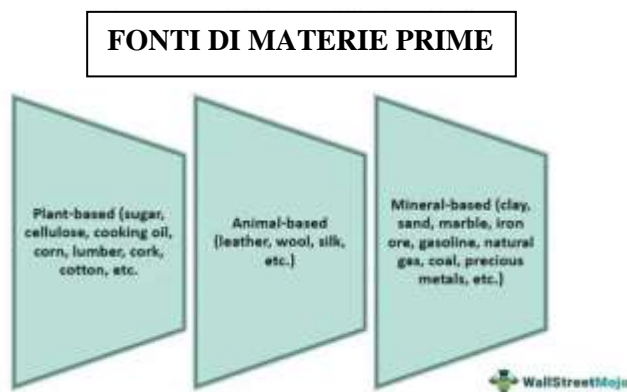 FONTI DI MATERIE PRIME
Plant-based (sugar,
cellulose, cooking oil,
corn, lumber, cork,
cotton, etc.
Animal-based
(leather, wool, silk,
etc.)
Mineral-based (clay,
sand, marble, iron
ore, gasoline, natural
gas, coal, precious
metals, etc.)
WallStreetMojo